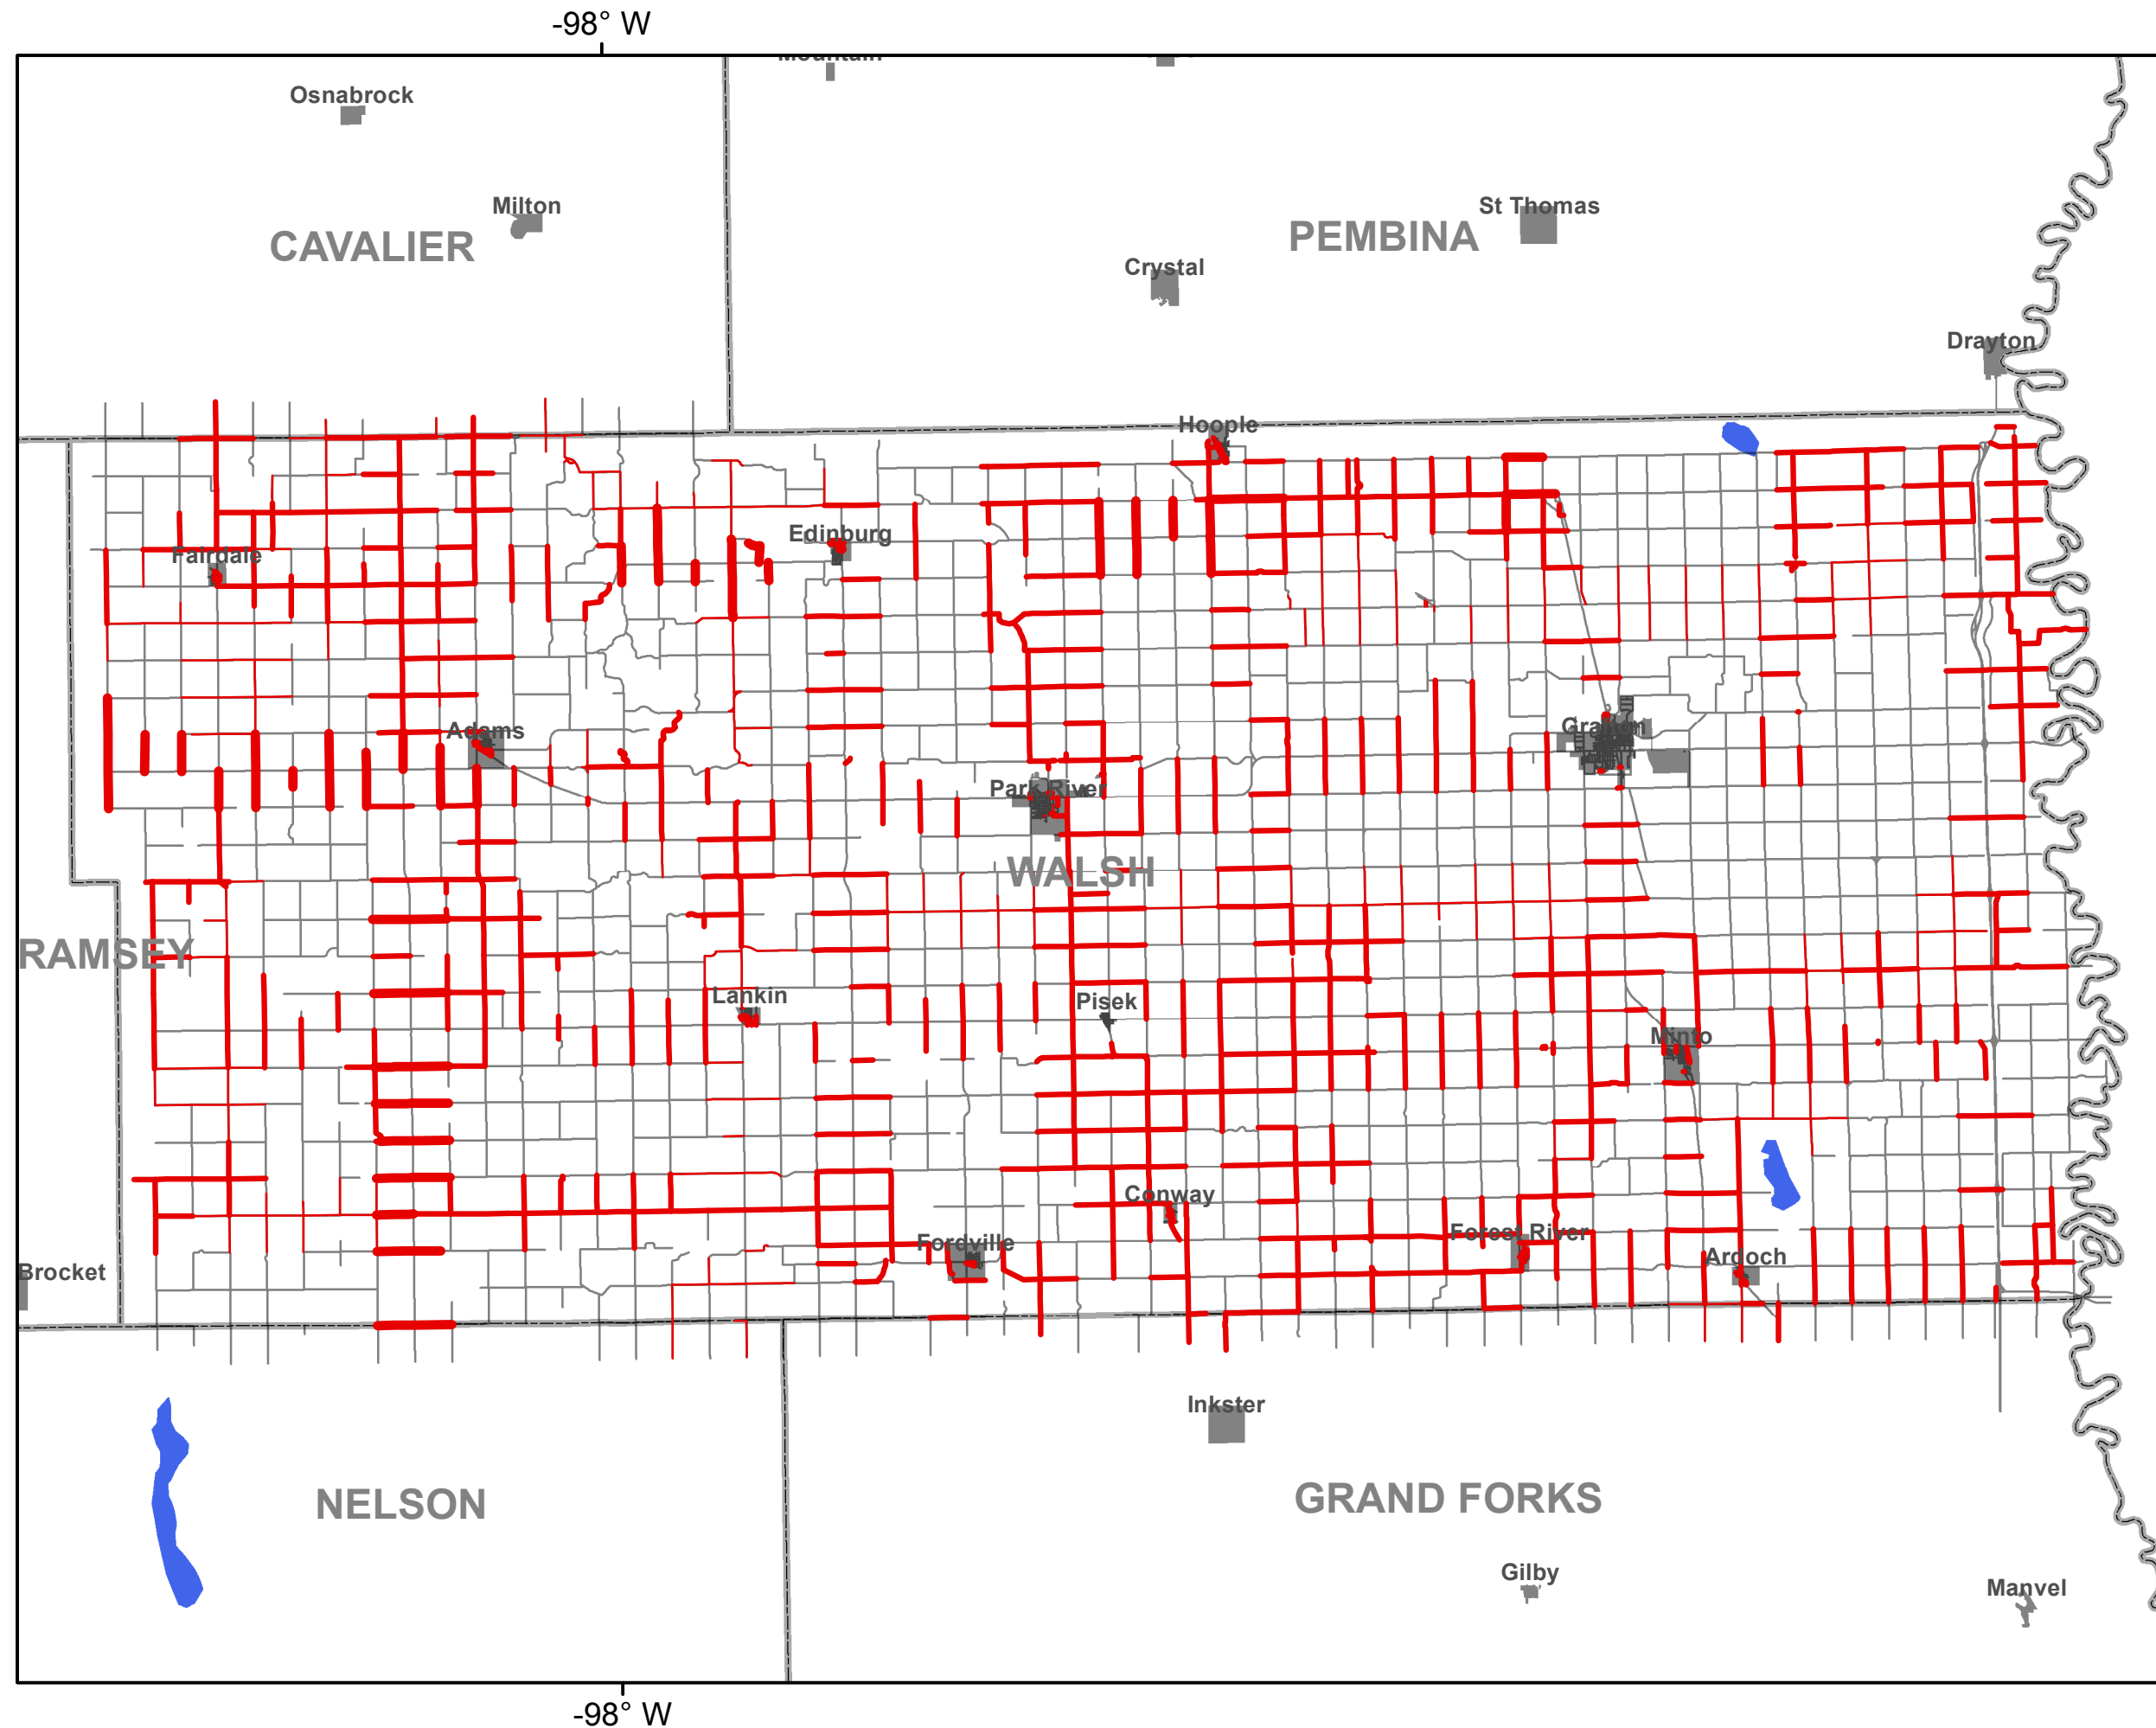 -98° W
Mountain
Osnabrock
Milton
CAVALIER
St Thomas
PEMBINA
Crystal
Drayton
Hoople
Edinburg
Fairdale
Adams
Grafton
Park River
WALSH
RAMSEY
Lankin
Pisek
Minto
Conway
Forest River
Fordville
Ardoch
Brocket
Inkster
NELSON
GRAND FORKS
Gilby
Manvel
-98° W